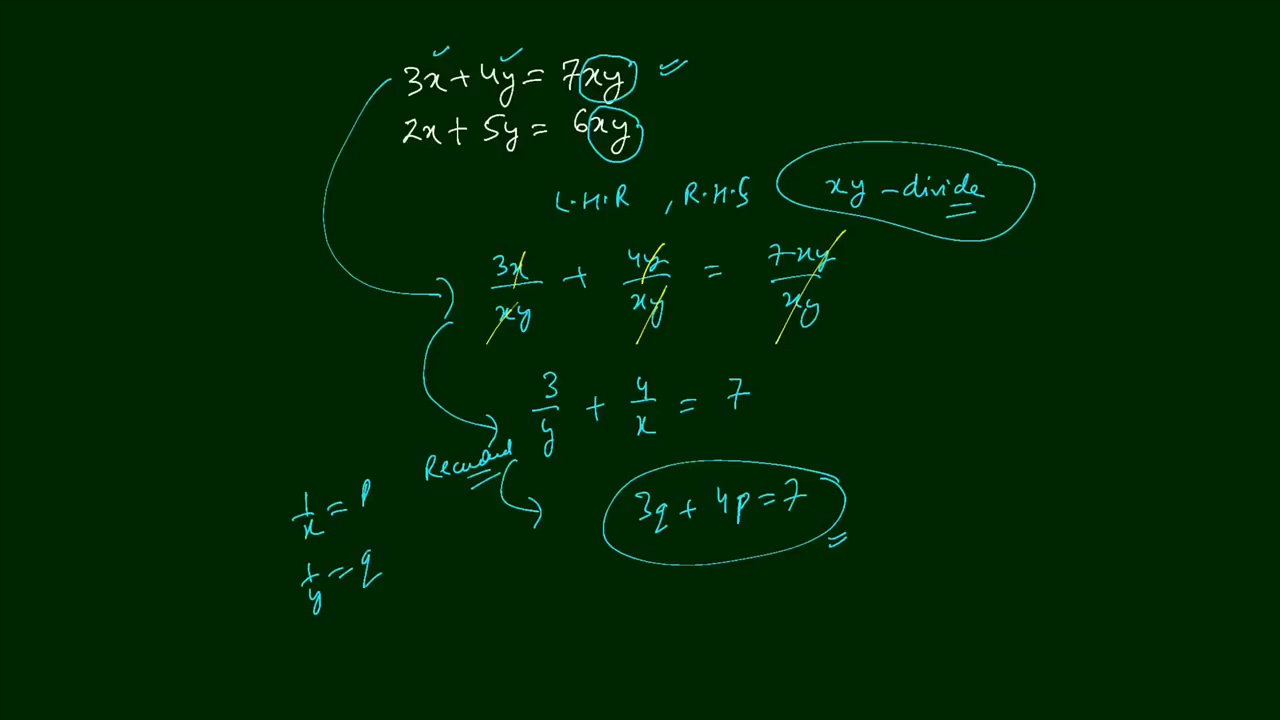 3x + 4y = 7xy
2x + 5y = 6xy
L.H.R , R.H.S xy - divide
3x/xy + 4y/xy = 7xy/xy
3/y + 4/x = 7
1/x = p
3q + 4p = 7
1/y = q